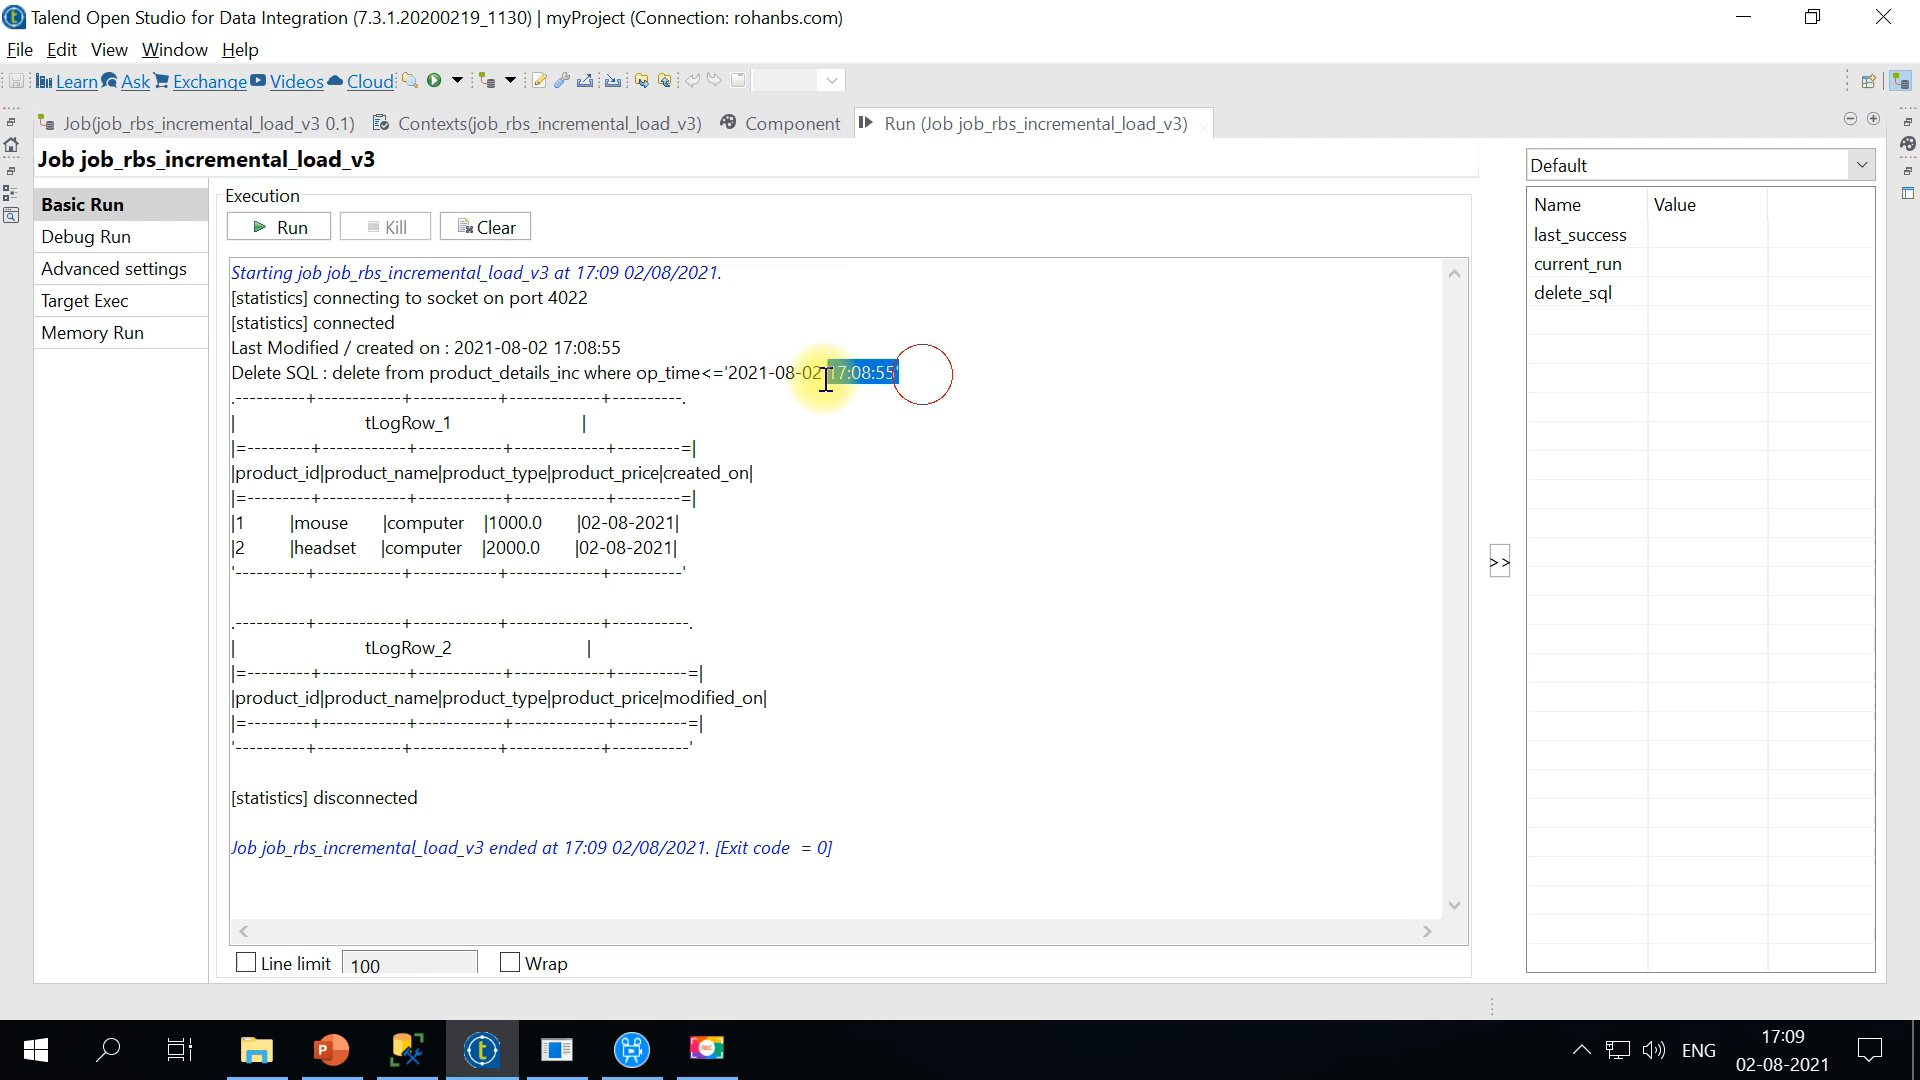 Talend Open Studio for Data Integration (7.3.1.20200219_1130) | myProject (Connection: rohanbs.com)
File Edit View Window Help
Learn Ask Exchange Videos Cloud
Job(job_rbs_incremental_load_v3 0.1) Contexts(job_rbs_incremental_load_v3) Component Run (Job job_rbs_incremental_load_v3)
Job job_rbs_incremental_load_v3
Default
Basic Run
Debug Run
Advanced settings
Target Exec
Memory Run
Execution
Run Kill Clear
Starting job job_rbs_incremental_load_v3 at 17:09 02/08/2021.
[statistics] connecting to socket on port 4022
[statistics] connected
Last Modified / created on : 2021-08-02 17:08:55
Delete SQL : delete from product_details_inc where op_time<='2021-08-02 17:08:55'
.----------+------------+------------+-------------+----------.
| tLogRow_1 |
|=---------+------------+------------+-------------+---------=|
|product_id|product_name|product_type|product_price|created_on|
|=---------+------------+------------+-------------+---------=|
|1 |mouse |computer |1000.0 |02-08-2021|
|2 |headset |computer |2000.0 |02-08-2021|
'----------+------------+------------+-------------+----------'
.----------+------------+------------+-------------+-----------.
| tLogRow_2 |
|=---------+------------+------------+-------------+----------=|
|product_id|product_name|product_type|product_price|modified_on|
|=---------+------------+------------+-------------+----------=|
'----------+------------+------------+-------------+-----------'
[statistics] disconnected
Job job_rbs_incremental_load_v3 ended at 17:09 02/08/2021. [Exit code = 0]
Line limit 100 Wrap
>>
Name Value
last_success
current_run
delete_sql
ENG
17:09
02-08-2021